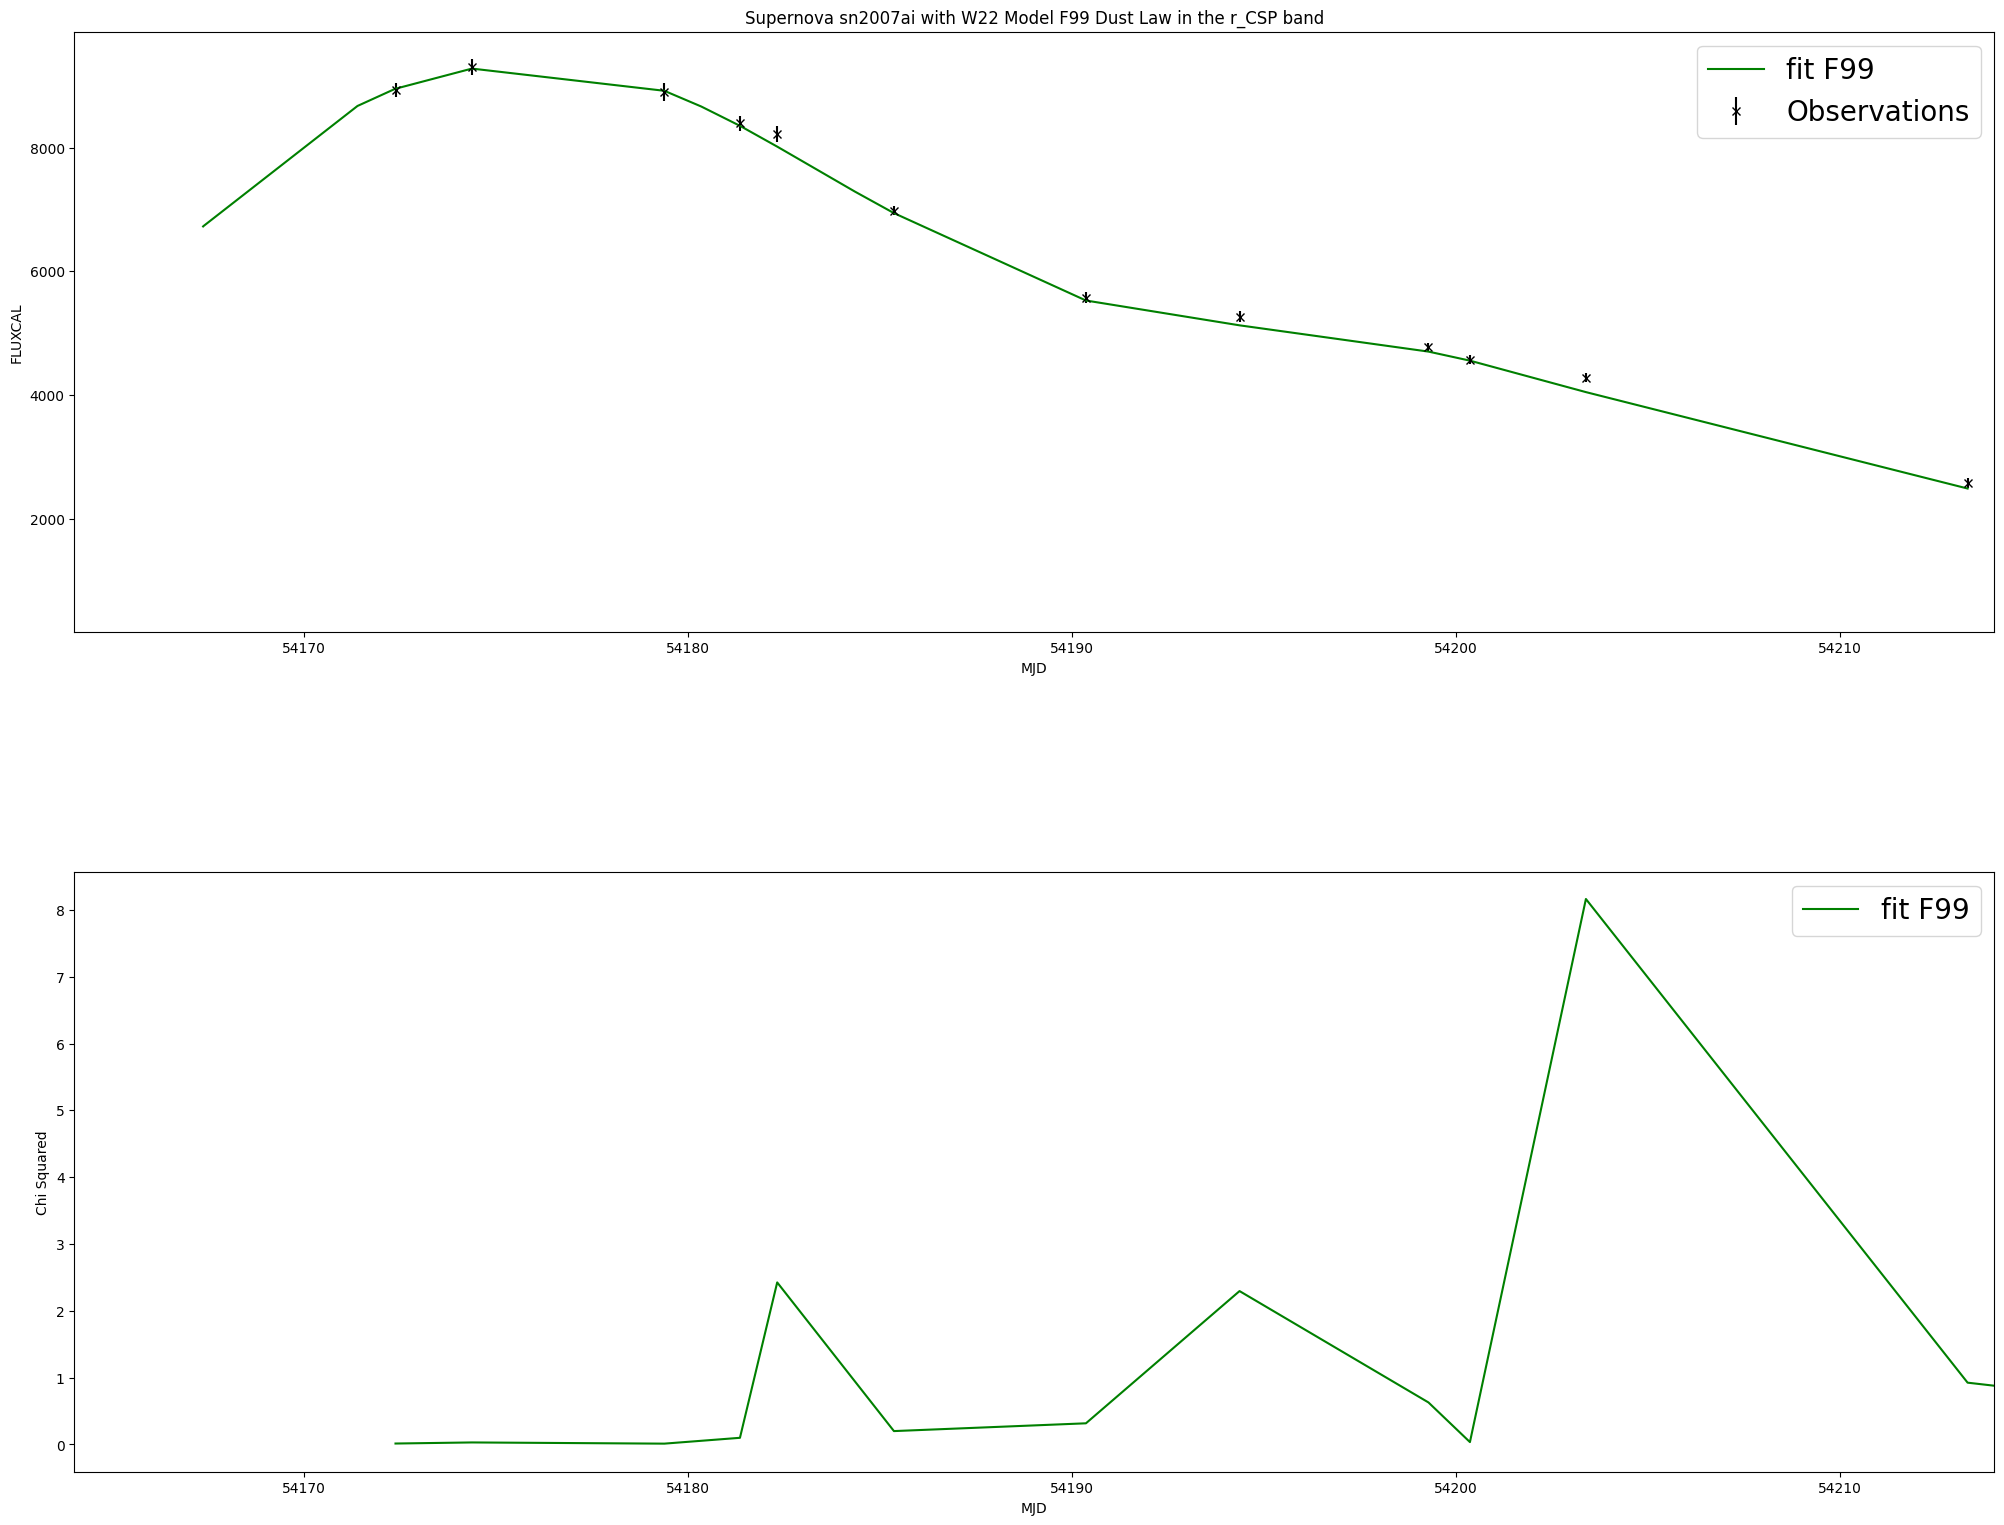 Supernova sn2007ai with W22 Model F99 Dust Law in the r_CSP band
fit F99
Observations
8000
6000
4000
2000
FLUXCAL
54170
54180
54190
54200
54210
MJD
fit F99
8
7
6
5
4
3
2
1
0
Chi Squared
54170
54180
54190
54200
54210
MJD